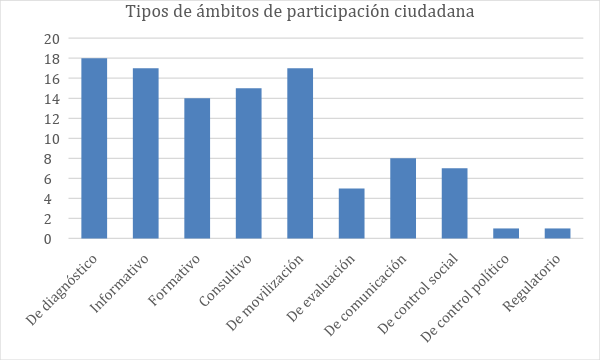 Tipos de ámbitos de participación ciudadana
20
18
16
14
12
10
8
6
4
2
0
De diagnóstico
Informativo
Formativo
Consultivo
De movilización
De evaluación
De comunicación
De control social
De control político
Regulatorio